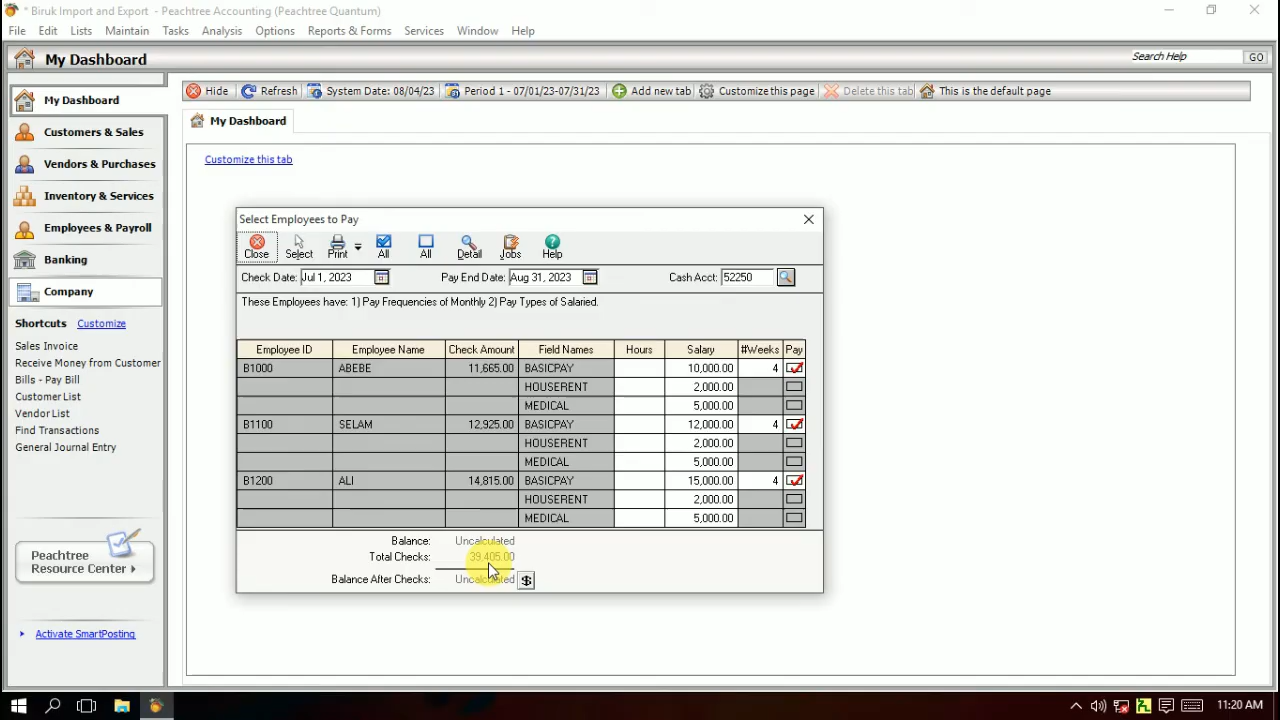 * Biruk Import and Export - Peachtree Accounting (Peachtree Quantum)
File Edit Lists Maintain Tasks Analysis Options Reports & Forms Services Window Help
My Dashboard Search Help GO
My Dashboard
Customers & Sales
Vendors & Purchases
Inventory & Services
Employees & Payroll
Banking
Company
Shortcuts Customize
Sales Invoice
Receive Money from Customer
Bills - Pay Bill
Customer List
Vendor List
Find Transactions
General Journal Entry
Peachtree
Resource Center
Activate SmartPosting
Hide Refresh System Date: 08/04/23 Period 1 - 07/01/23-07/31/23 Add new tab Customize this page Delete this tab This is the default page
My Dashboard
Customize this tab
Select Employees to Pay
Close Select Print All All Detail Jobs Help
Check Date: Jul 1, 2023 Pay End Date: Aug 31, 2023 Cash Acct: 52250
These Employees have: 1) Pay Frequencies of Monthly 2) Pay Types of Salaried.
Employee ID Employee Name Check Amount Field Names Hours Salary #Weeks Pay
B1000 ABEBE 11,665.00 BASICPAY 10,000.00 4
HOUSERENT 2,000.00
MEDICAL 5,000.00
B1100 SELAM 12,925.00 BASICPAY 12,000.00 4
HOUSERENT 2,000.00
MEDICAL 5,000.00
B1200 ALI 14,815.00 BASICPAY 15,000.00 4
HOUSERENT 2,000.00
MEDICAL 5,000.00
Balance: Uncalculated
Total Checks: 39,405.00
Balance After Checks: Uncalculated $
11:20 AM